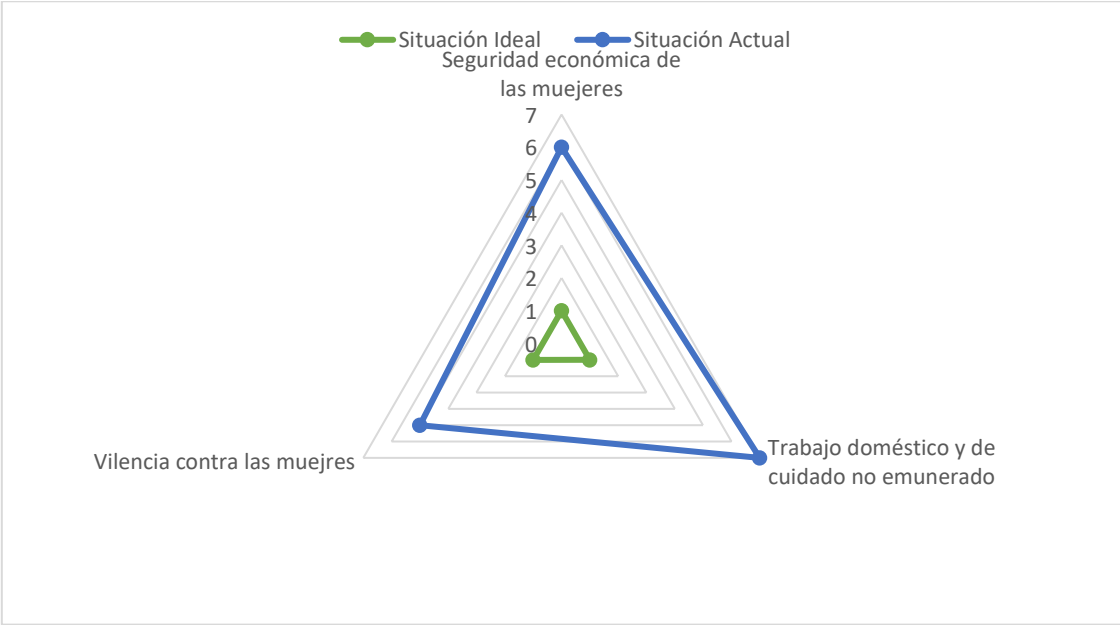 Situación Ideal
Situación Actual
Seguridad económica de
las muejeres
7
6
5
4
3
2
1
0
Vilencia contra las muejres
Trabajo doméstico y de
cuidado no emunerado